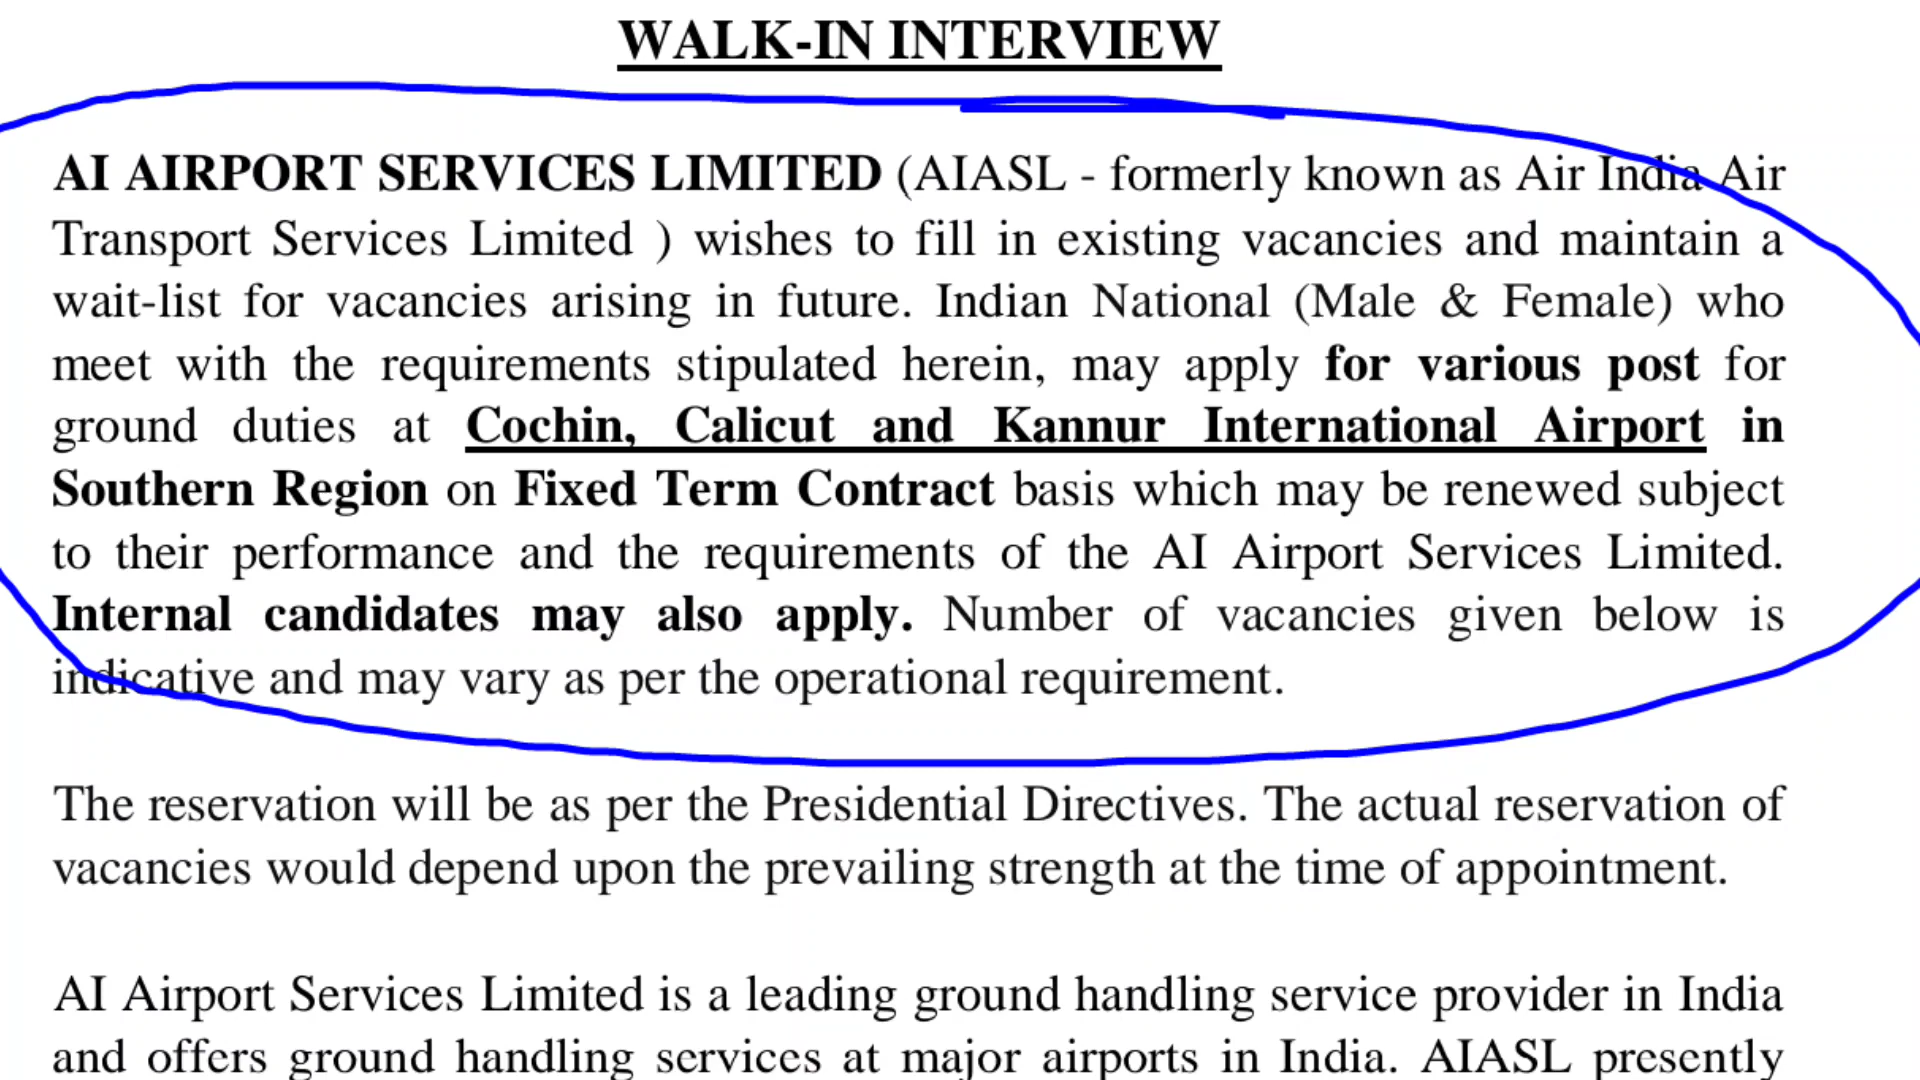 WALK-IN INTERVIEW
AI AIRPORT SERVICES LIMITED (AIASL - formerly known as Air India Air
Transport Services Limited ) wishes to fill in existing vacancies and maintain a
wait-list for vacancies arising in future. Indian National (Male & Female) who
meet with the requirements stipulated herein, may apply for various post for
ground duties at Cochin, Calicut and Kannur International Airport in
Southern Region on Fixed Term Contract basis which may be renewed subject
to their performance and the requirements of the AI Airport Services Limited.
Internal candidates may also apply. Number of vacancies given below is
indicative and may vary as per the operational requirement.
The reservation will be as per the Presidential Directives. The actual reservation of
vacancies would depend upon the prevailing strength at the time of appointment.
AI Airport Services Limited is a leading ground handling service provider in India
and offers ground handling services at major airports in India. AIASL presently